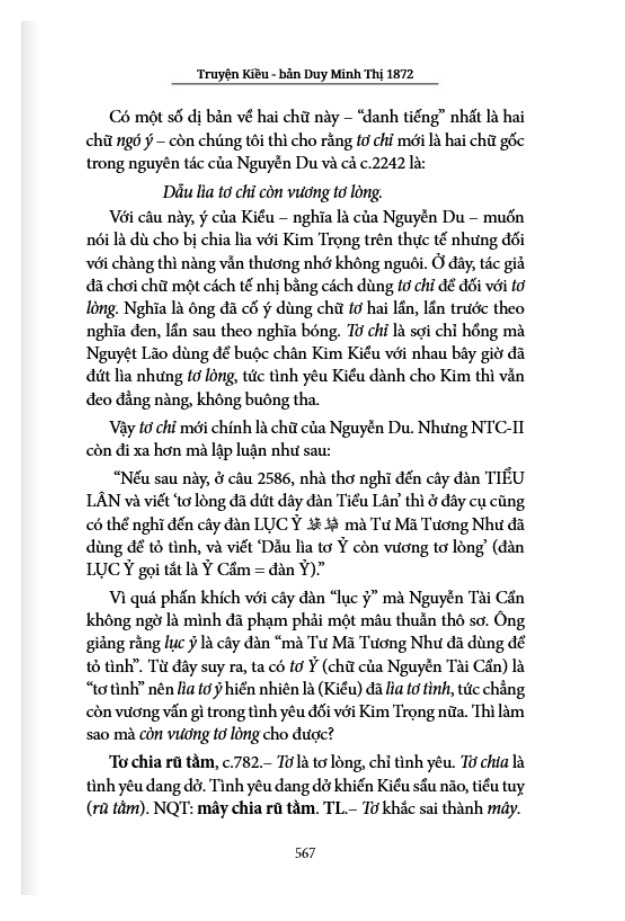 Truyện Kiều - bản Duy Minh Thị 1872
Có một số dị bản về hai chữ này – “danh tiếng” nhất là hai
chữ ngó ý – còn chúng tôi thì cho rằng tơ chỉ mới là hai chữ gốc
trong nguyên tác của Nguyễn Du và cả c.2242 là:
Dẫu lìa tơ chỉ còn vương tơ lòng.
Với câu này, ý của Kiều – nghĩa là của Nguyễn Du – muốn
nói là dù cho bị chia lìa với Kim Trọng trên thực tế nhưng đối
với chàng thì nàng vẫn thương nhớ không nguôi. Ở đây, tác giả
đã chơi chữ một cách tế nhị bằng cách dùng tơ chỉ để đối với tơ
lòng. Nghĩa là ông đã cố ý dùng chữ tơ hai lần, lần trước theo
nghĩa đen, lần sau theo nghĩa bóng. Tơ chỉ là sợi chỉ hồng mà
Nguyệt Lão dùng để buộc chân Kim Kiều với nhau bây giờ đã
đứt lìa nhưng tơ lòng, tức tình yêu Kiều dành cho Kim thì vẫn
đeo đẳng nàng, không buông tha.
Vậy tơ chỉ mới chính là chữ của Nguyễn Du. Nhưng NTC-II
còn đi xa hơn mà lập luận như sau:
“Nếu sau này, ở câu 2586, nhà thơ nghĩ đến cây đàn TIỂU
LÂN và viết ‘tơ lòng đã dứt dây đàn Tiểu Lân’ thì ở đây cụ cũng
có thể nghĩ đến cây đàn LỤC Ỷ mà Tư Mã Tương Như đã
dùng để tỏ tình, và viết ‘Dẫu lìa tơ Ỷ còn vương tơ lòng’ (đàn
LỤC Ỷ gọi tắt là Ỷ Cầm = đàn Ỷ).”
Vì quá phấn khích với cây đàn “lục ỷ” mà Nguyễn Tài Cẩn
không ngờ là mình đã phạm phải một mâu thuẫn thô sơ. Ông
giảng rằng lục ỷ là cây đàn “mà Tư Mã Tương Như đã dùng để
tỏ tình”. Từ đây suy ra, ta có tơ Ỷ (chữ của Nguyễn Tài Cẩn) là
“tơ tình” nên lìa tơ ỷ hiển nhiên là (Kiều) đã lìa tơ tình, tức chẳng
còn vương vấn gì trong tình yêu đối với Kim Trọng nữa. Thì làm
sao mà còn vương tơ lòng cho được?
Tơ chia rũ tằm, c.782.– Tơ là tơ lòng, chỉ tình yêu. Tơ chia là
tình yêu dang dở. Tình yêu dang dở khiến Kiều sầu não, tiều tuỵ
(rũ tằm). NQT: mây chia rũ tằm. TL.– Tơ khắc sai thành mây.
567